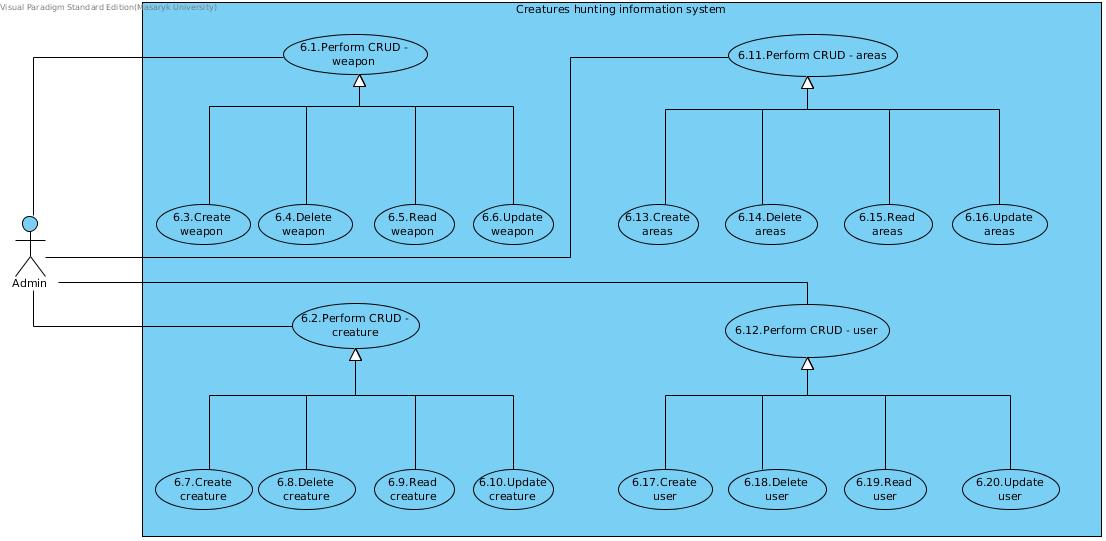 Visual Paradigm Standard Edition(Masaryk University)
Creatures hunting information system
6.1.Perform CRUD -
weapon
6.11.Perform CRUD - areas
6.3.Create
weapon
6.4.Delete
weapon
6.5.Read
weapon
6.6.Update
weapon
6.13.Create
areas
6.14.Delete
areas
6.15.Read
areas
6.16.Update
areas
Admin
6.2.Perform CRUD -
creature
6.12.Perform CRUD - user
6.7.Create
creature
6.8.Delete
creature
6.9.Read
creature
6.10.Update
creature
6.17.Create
user
6.18.Delete
user
6.19.Read
user
6.20.Update
user